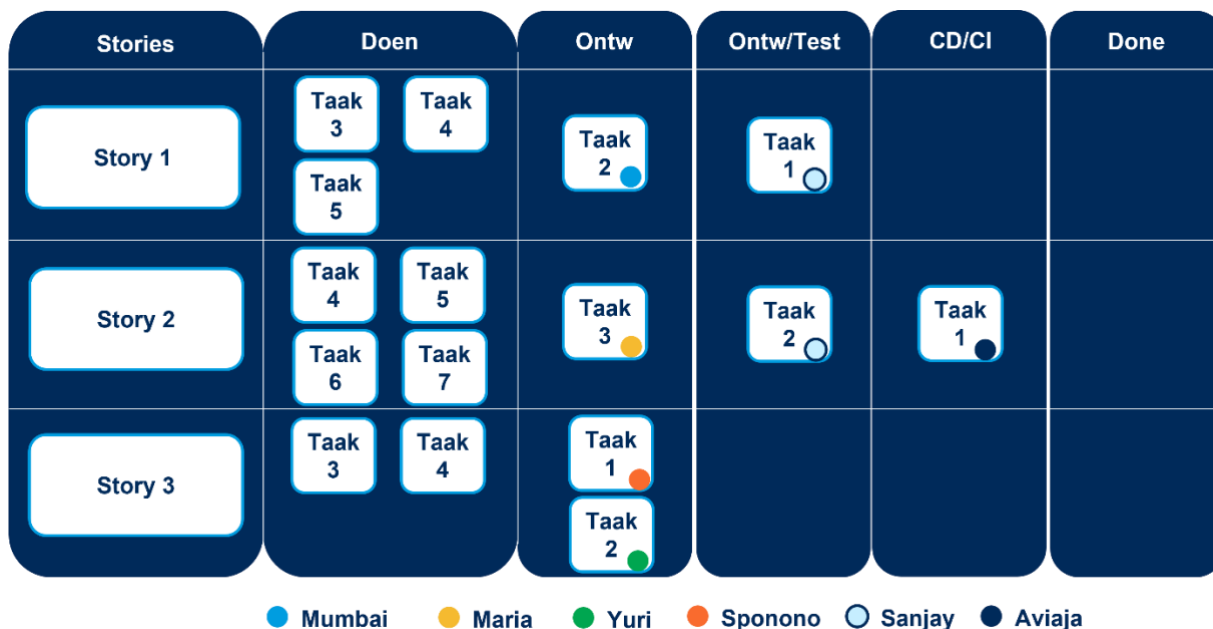 Stories Doen Ontw Ontw/Test CD/CI Done
Story 1
Taak
3
Taak
4
Taak
5
Taak
2
Taak
1
Story 2
Taak
4
Taak
5
Taak
6
Taak
7
Taak
3
Taak
2
Taak
1
Story 3
Taak
3
Taak
4
Taak
1
Taak
2
Mumbai Maria Yuri Sponono Sanjay Aviaja